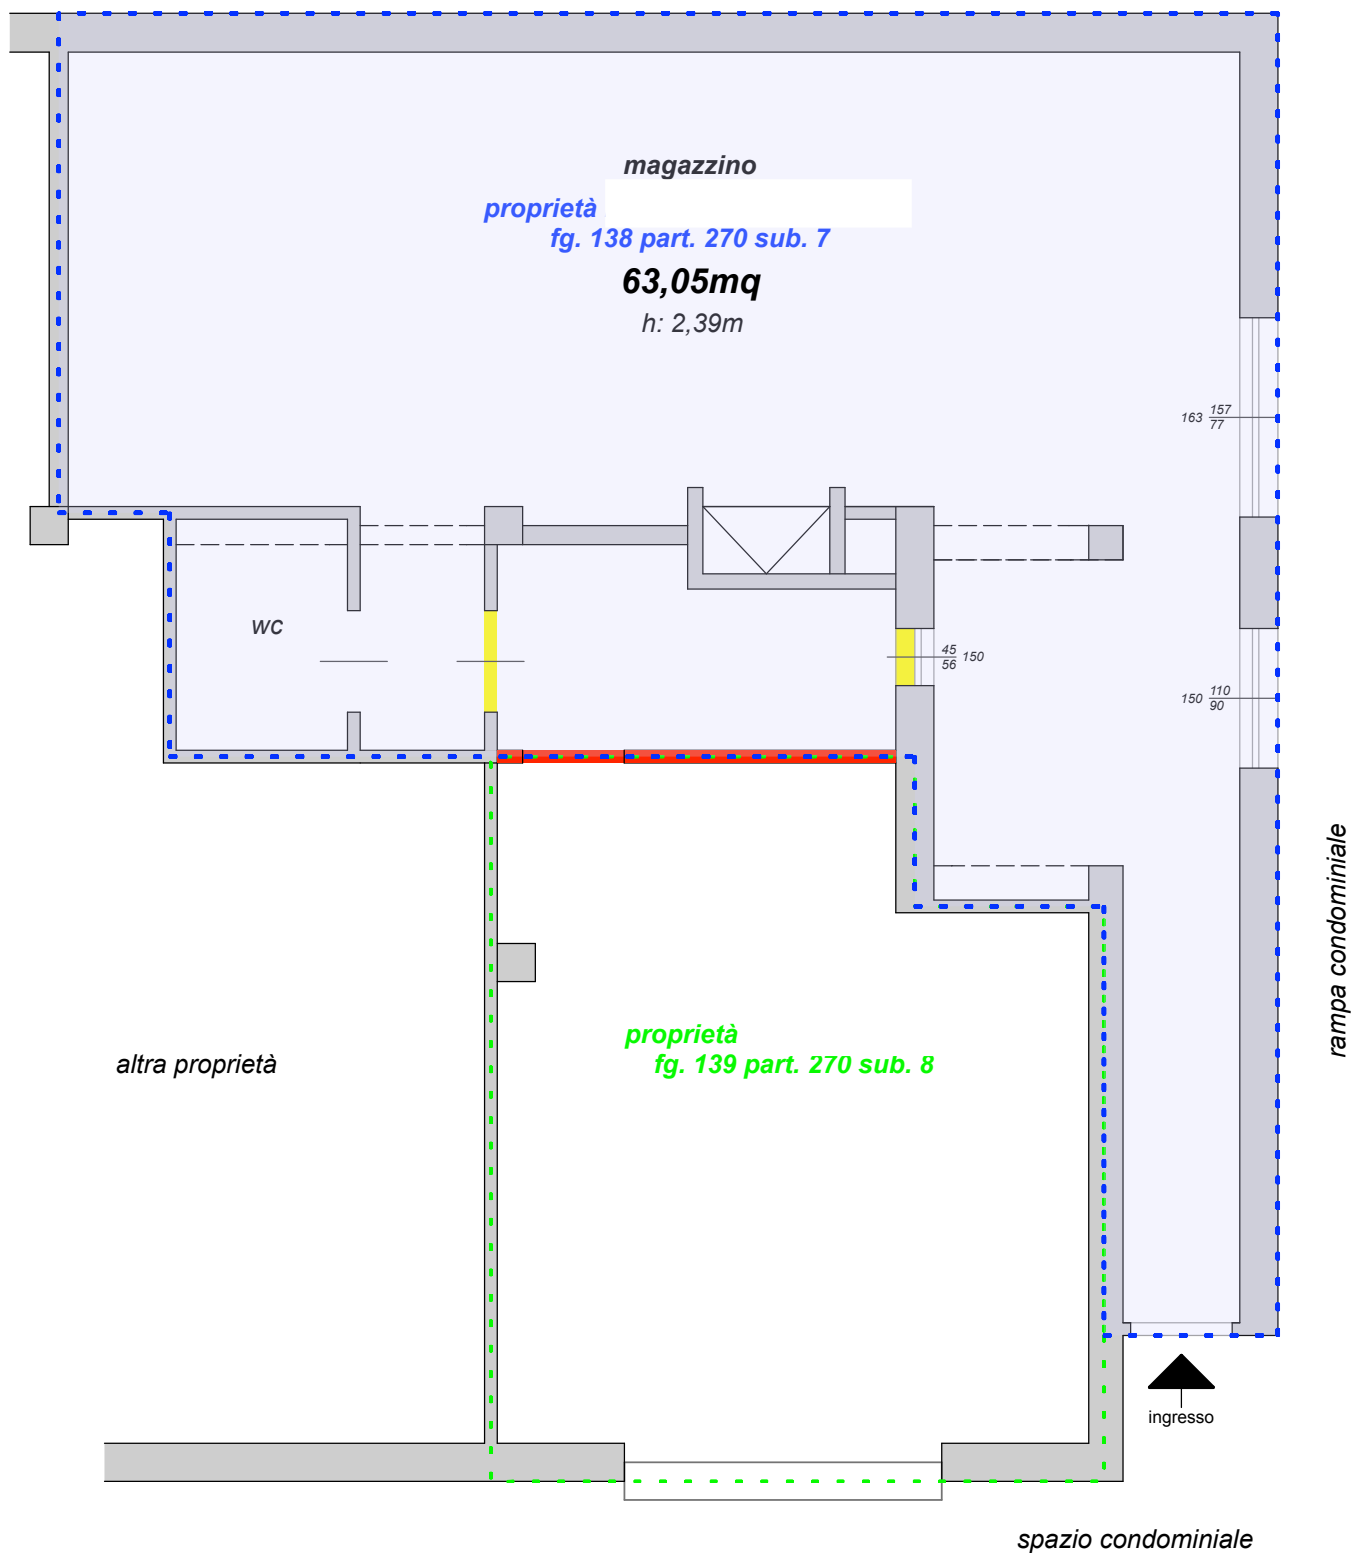 magazzino
proprietà
fg. 138 part. 270 sub. 7
63,05mq
h: 2,39m
163 157
77
wc
45
56 150
150 110
90
rampa condominiale
proprietà
fg. 139 part. 270 sub. 8
altra proprietà
ingresso
spazio condominiale